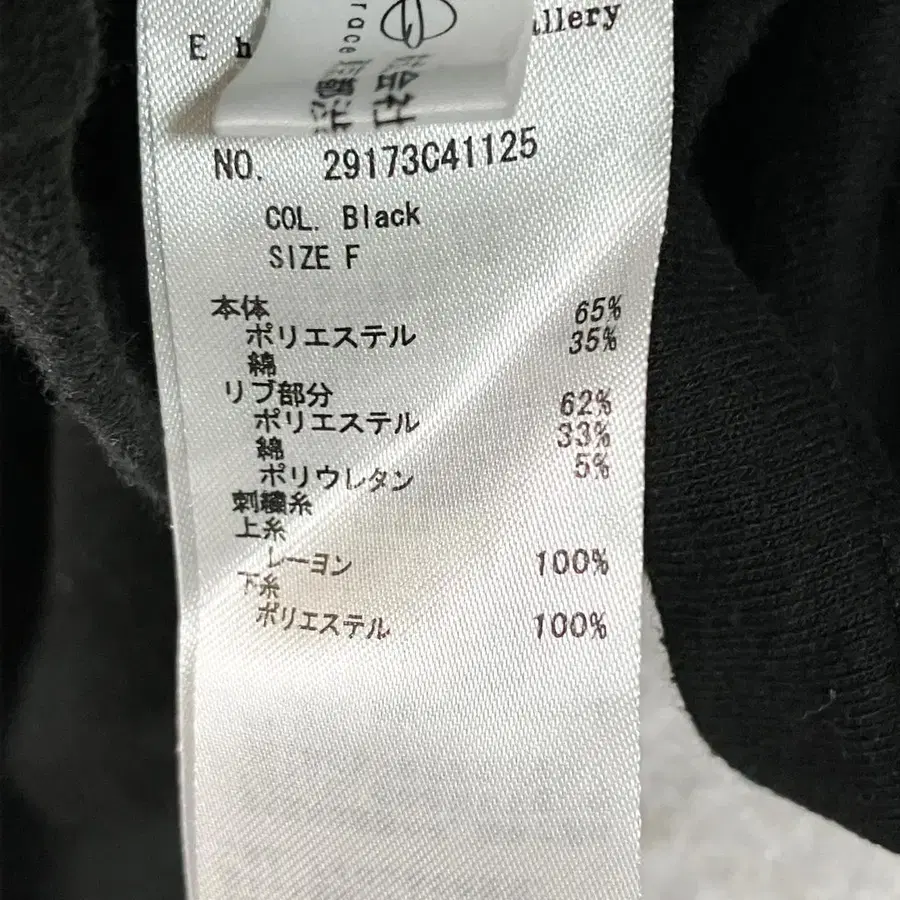 NO. 29173C41125
COL. Black
SIZE F
本体
ポリエステル 65%
綿 35%
リブ部分
ポリエステル 62%
綿 33%
ポリウレタン 5%
刺繍糸
上糸
レーヨン 100%
下糸
ポリエステル 100%